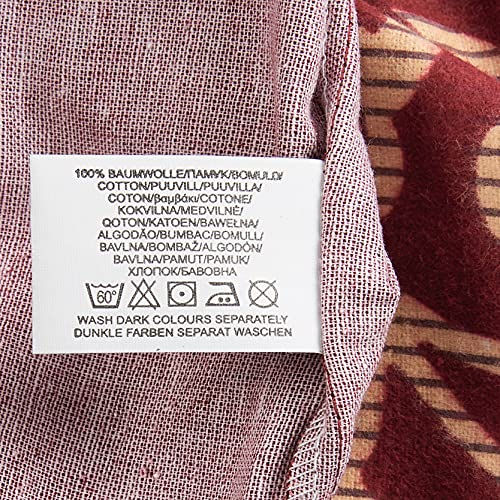 100% BAUMWOLLE/ПАМУК/BOMULD/
COTTON/PUUVILL/PUUVILLA/
COTON/βαμβάκι/COTONE/
KOKVILNA/MEDVILNĖ/
QOTON/KATOEN/BAWEŁNA/
ALGODÃO/BUMBAC/BOMULL/
BAVLNA/BOMBAŽ/ALGODÓN/
BAVLNA/PAMUT/PAMUK/
ХЛОПОК/БАВОВНА
60°
WASH DARK COLOURS SEPARATELY
DUNKLE FARBEN SEPARAT WASCHEN